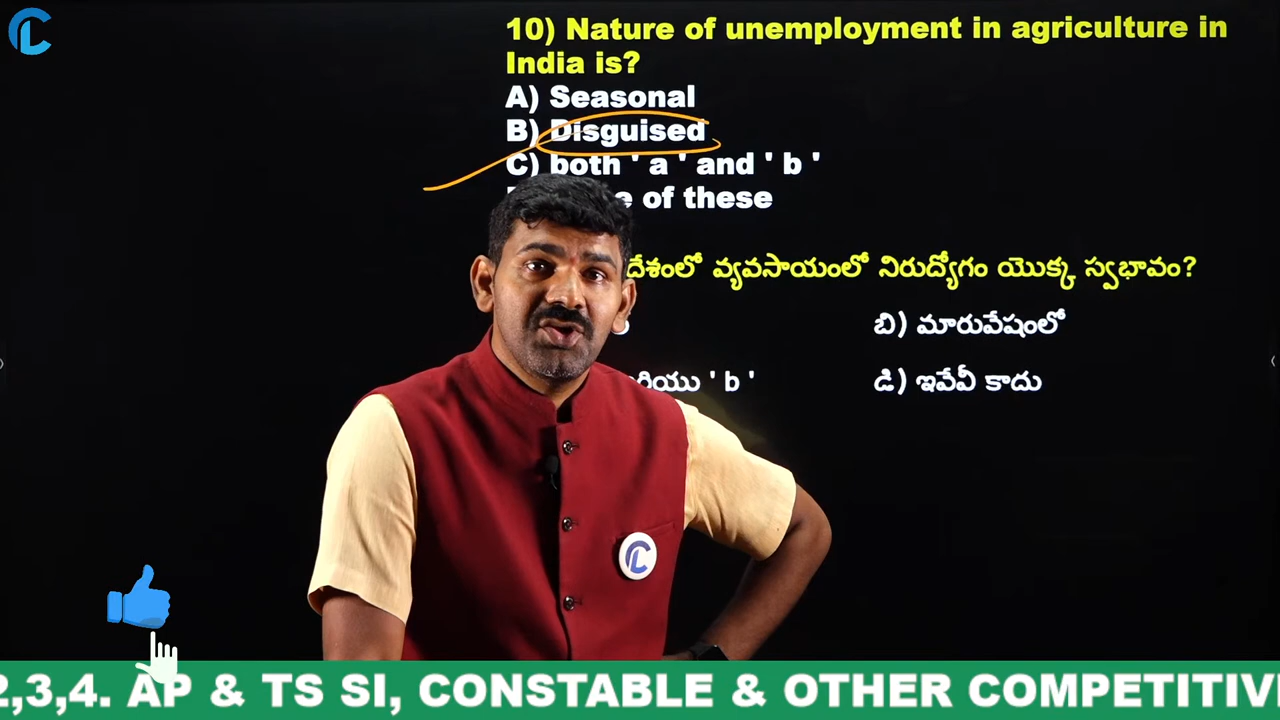 10) Nature of unemployment in agriculture in
India is?
A) Seasonal
B) Disguised
C) both ' a ' and ' b '
of these
దేశంలో వ్యవసాయంలో నిరుద్యోగం యొక్క స్వభావం?
బి) మారువేషంలో
' b '
డి) ఇవేవీ కాదు
2,3,4. AP & TS SI, CONSTABLE & OTHER